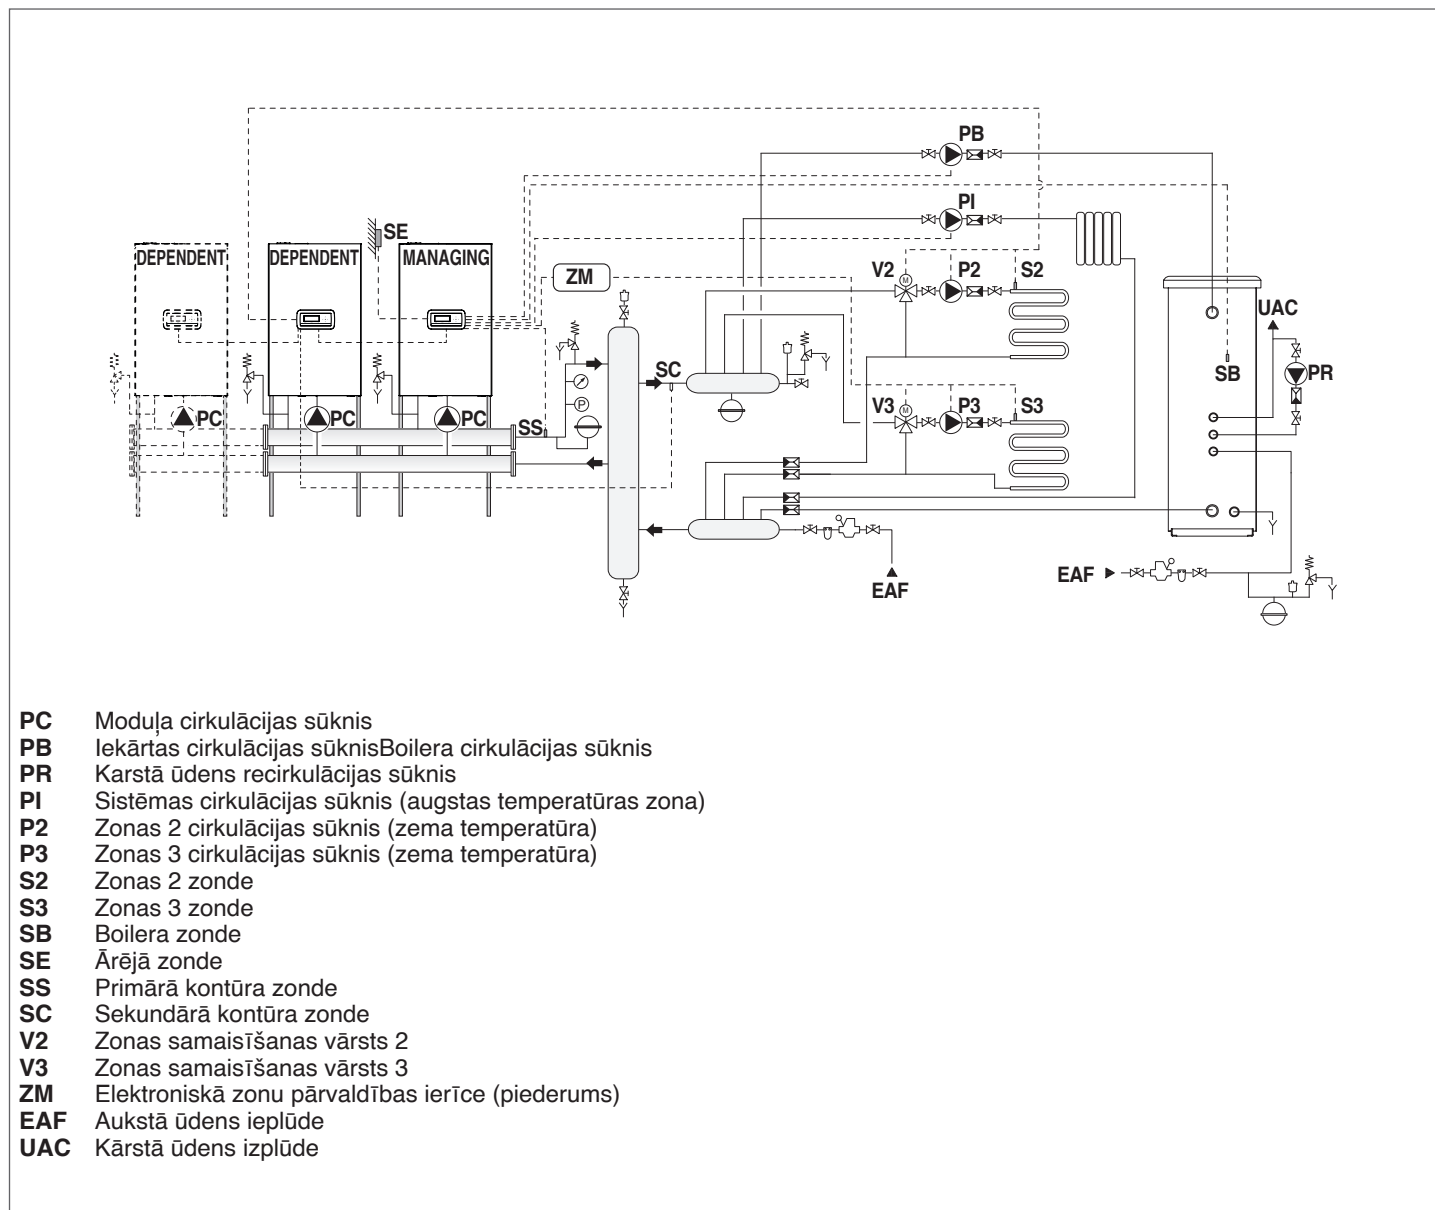 PB
PI
SE
DEPENDENT DEPENDENT MANAGING
ZM
V2 P2 S2
UAC
SC
SB
PR
V3 P3 S3
PC PC PC
SS
P
M
M
EAF
EAF
PC Moduļa cirkulācijas sūknis
PB Iekārtas cirkulācijas sūknisBoilera cirkulācijas sūknis
PR Karstā ūdens recirkulācijas sūknis
PI Sistēmas cirkulācijas sūknis (augstas temperatūras zona)
P2 Zonas 2 cirkulācijas sūknis (zema temperatūra)
P3 Zonas 3 cirkulācijas sūknis (zema temperatūra)
S2 Zonas 2 zonde
S3 Zonas 3 zonde
SB Boilera zonde
SE Ārējā zonde
SS Primārā kontūra zonde
SC Sekundārā kontūra zonde
V2 Zonas samaisīšanas vārsts 2
V3 Zonas samaisīšanas vārsts 3
ZM Elektroniskā zonu pārvaldības ierīce (piederums)
EAF Aukstā ūdens ieplūde
UAC Kārstā ūdens izplūde